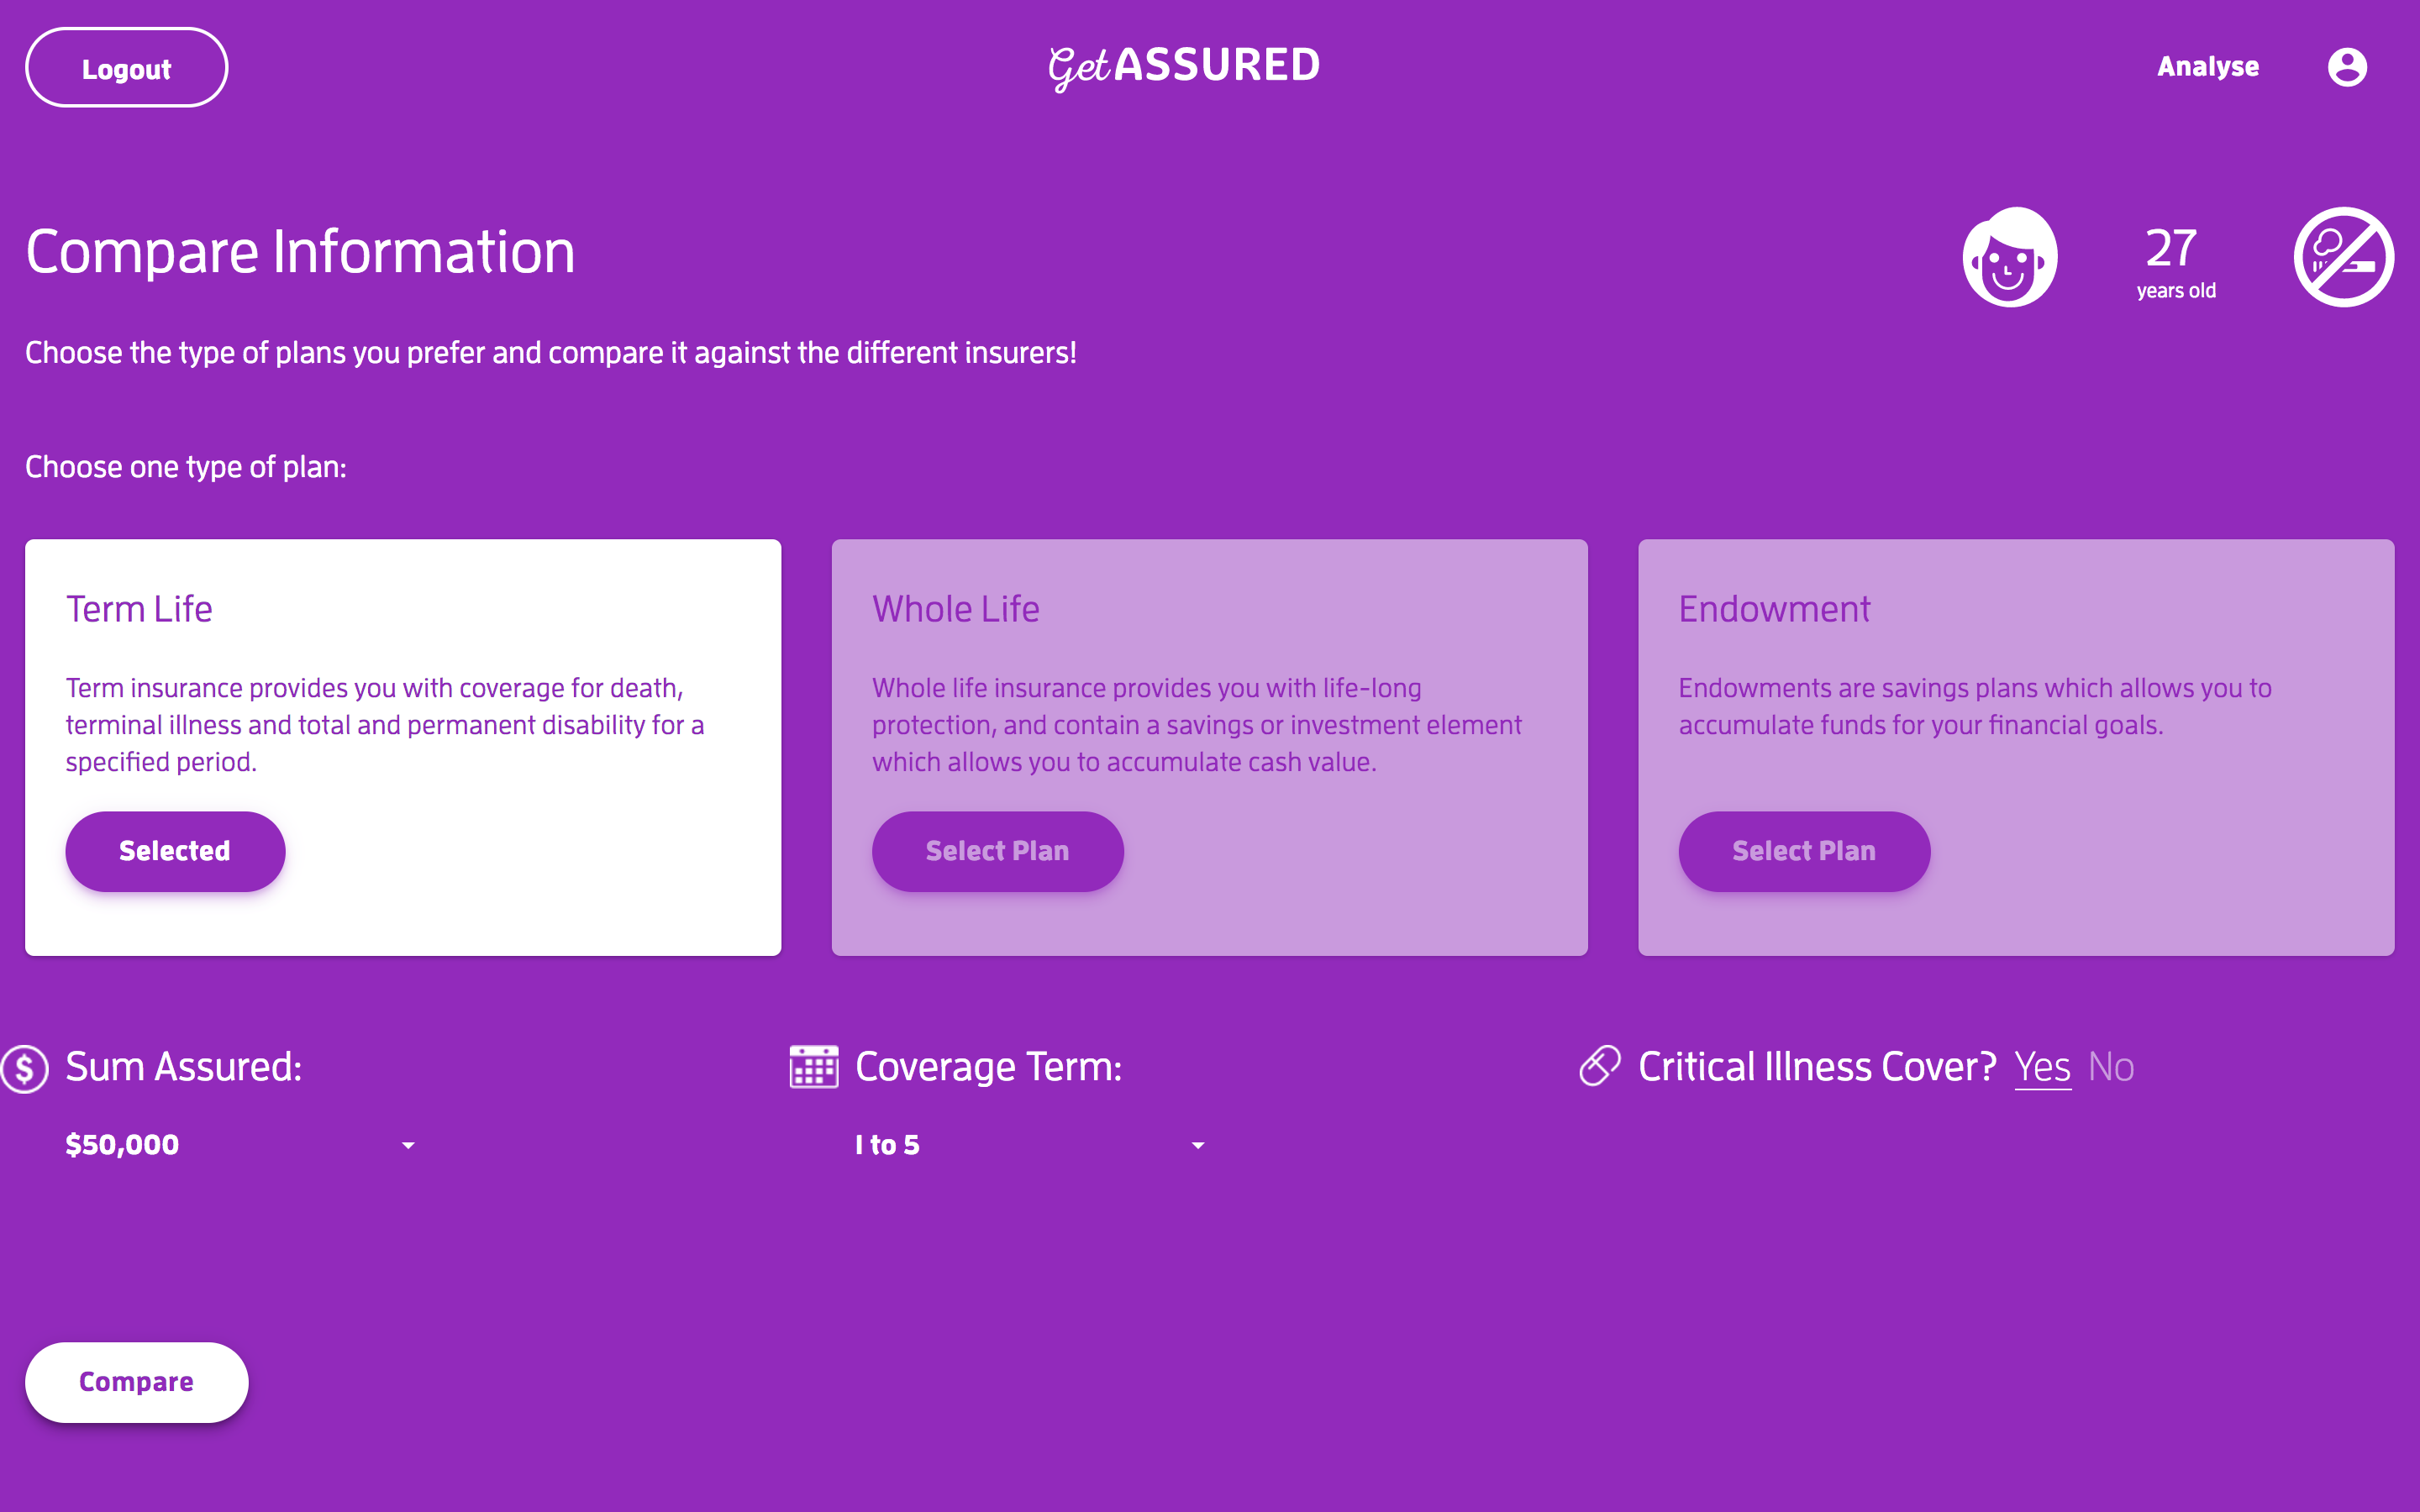 Logout
GetASSURED
Analyse
Compare Information
27
years old
Choose the type of plans you prefer and compare it against the different insurers!
Choose one type of plan:
Term Life
Term insurance provides you with coverage for death,
terminal illness and total and permanent disability for a
specified period.
Selected
Whole Life
Whole life insurance provides you with life-long
protection, and contain a savings or investment element
which allows you to accumulate cash value.
Select Plan
Endowment
Endowments are savings plans which allows you to
accumulate funds for your financial goals.
Select Plan
$ Sum Assured:
$50,000
Coverage Term:
1 to 5
Critical Illness Cover? Yes No
Compare